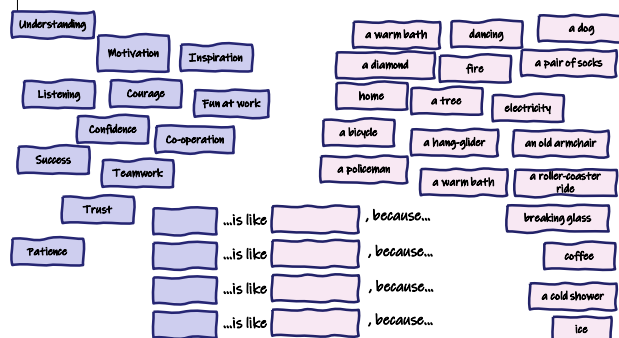 Understanding
Motivation
Inspiration
Listening
Courage
Fun at work
Confidence
Co-operation
Success
Teamwork
Trust
Patience
a warm bath
dancing
a dog
a diamond
fire
a pair of socks
home
a tree
electricity
a bicycle
a hang-glider
an old armchair
a policeman
a warm bath
a roller-coaster
ride
breaking glass
coffee
a cold shower
ice
...is like , because...
...is like , because...
...is like , because...
...is like , because...